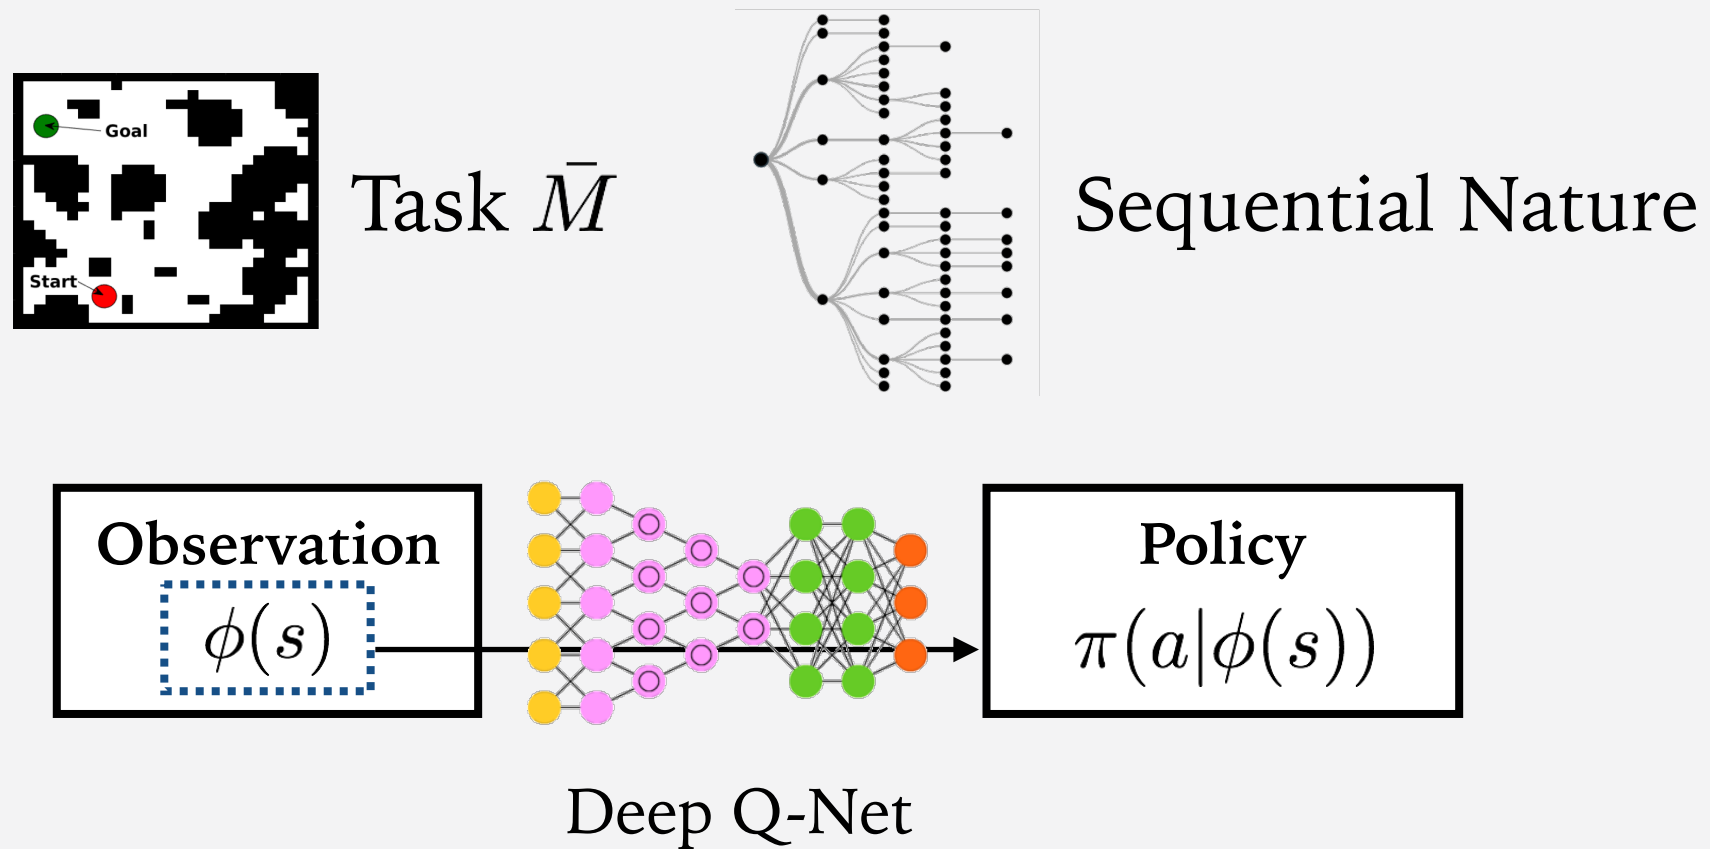 Goal
Start
Task M̄
Sequential Nature
Observation
ϕ(s)
Policy
π(a|ϕ(s))
Deep Q-Net